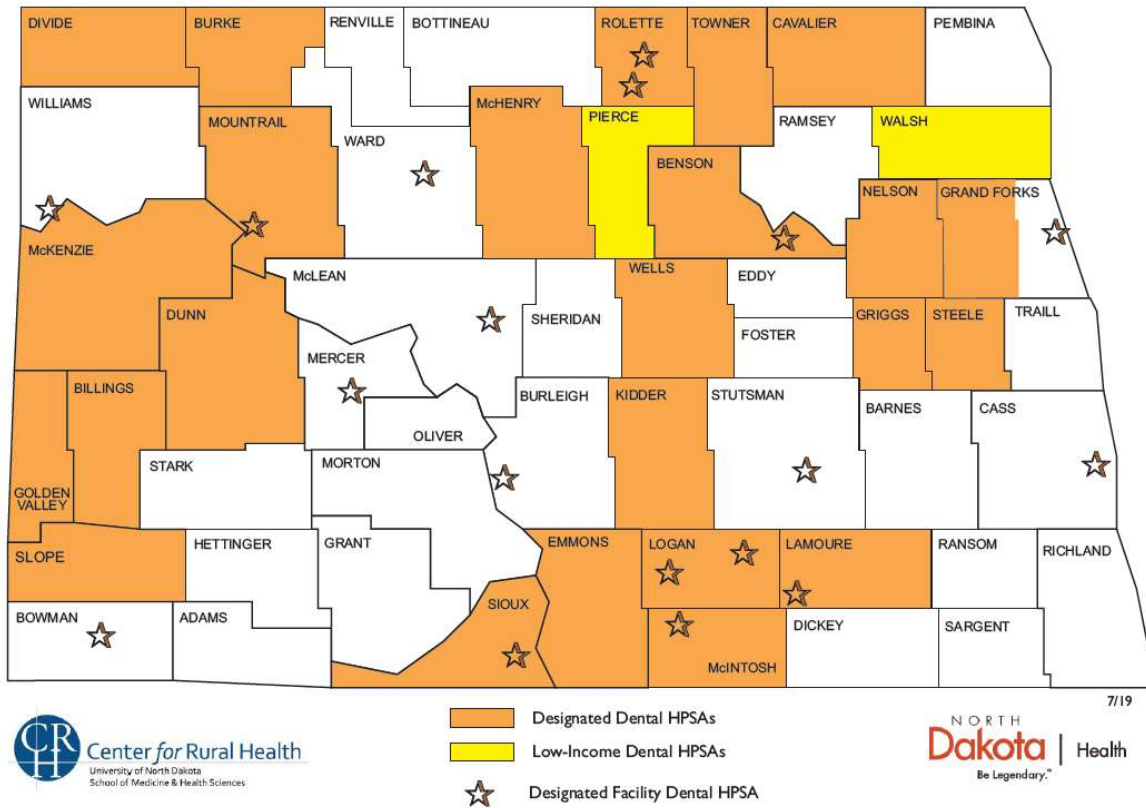 DIVIDE
BURKE
RENVILLE
BOTTINEAU
ROLETTE
TOWNER
CAVALIER
PEMBINA
WILLIAMS
MOUNTRAIL
WARD
McHENRY
PIERCE
BENSON
RAMSEY
WALSH
NELSON
GRAND FORKS
McKENZIE
DUNN
McLEAN
SHERIDAN
WELLS
EDDY
FOSTER
GRIGGS
STEELE
TRAILL
MERCER
BILLINGS
OLIVER
BURLEIGH
KIDDER
STUTSMAN
BARNES
CASS
GOLDEN
VALLEY
STARK
MORTON
SLOPE
HETTINGER
GRANT
EMMONS
LOGAN
LAMOURE
RANSOM
RICHLAND
BOWMAN
ADAMS
SIOUX
McINTOSH
DICKEY
SARGENT
7/19
CRH
Center for Rural Health
University of North Dakota
School of Medicine & Health Sciences
Designated Dental HPSAs
Low-Income Dental HPSAs
Designated Facility Dental HPSA
NORTH
Dakota | Health
Be Legendary.™